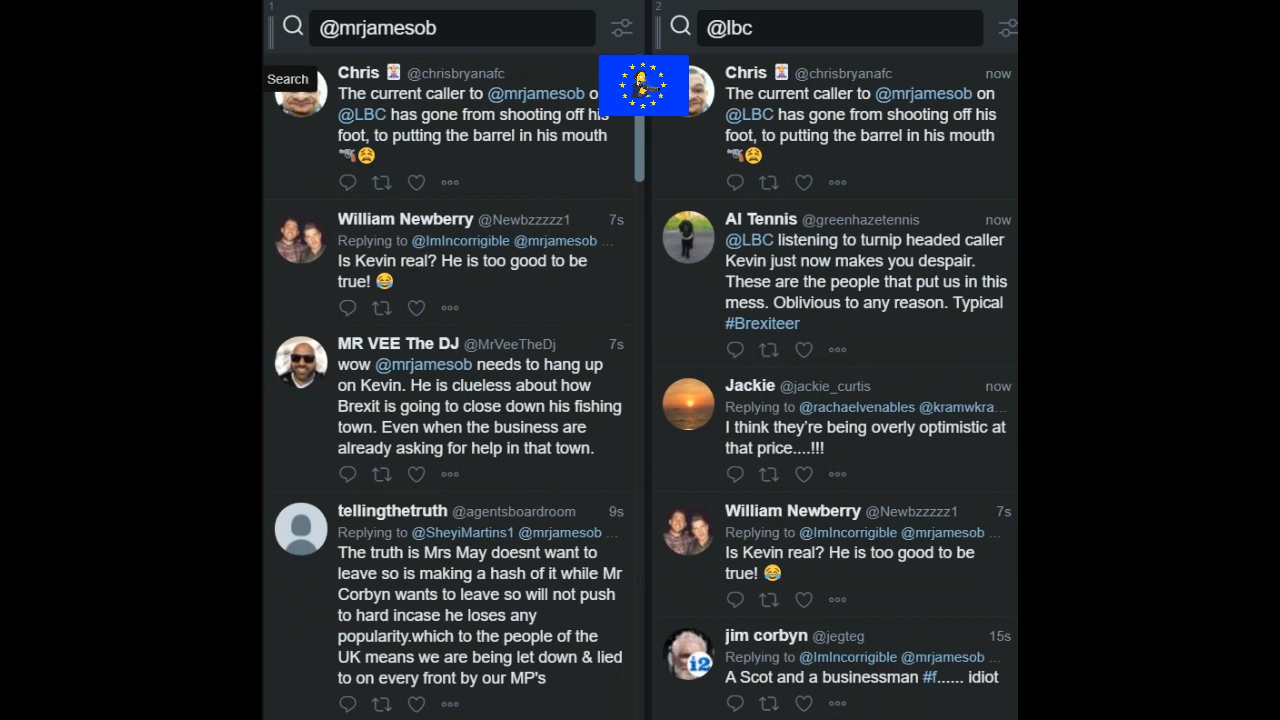 1
@mrjamesob
Search
Chris 🃏 @chrisbryanafc
The current caller to @mrjamesob
@LBC has gone from shooting off his
foot, to putting the barrel in his mouth
🔫😩
William Newberry @Newbzzzzz1 7s
Replying to @ImIncorrigible @mrjamesob ...
Is Kevin real? He is too good to be
true! 😂
MR VEE The DJ @MrVeeTheDj 7s
wow @mrjamesob needs to hang up
on Kevin. He is clueless about how
Brexit is going to close down his fishing
town. Even when the business are
already asking for help in that town.
tellingthetruth @agentsboardroom 9s
Replying to @SheyiMartins1 @mrjamesob ...
The truth is Mrs May doesnt want to
leave so is making a hash of it while Mr
Corbyn wants to leave so will not push
to hard incase he loses any
popularity.which to the people of the
UK means we are being let down & lied
to on every front by our MP's
2
@lbc
Chris 🃏 @chrisbryanafc now
The current caller to @mrjamesob on
@LBC has gone from shooting off his
foot, to putting the barrel in his mouth
🔫😩
Al Tennis @greenhazetennis now
@LBC listening to turnip headed caller
Kevin just now makes you despair.
These are the people that put us in this
mess. Oblivious to any reason. Typical
#Brexiteer
Jackie @jackie_curtis now
Replying to @rachaelvenables @kramwkra...
I think they're being overly optimistic at
that price....!!!
William Newberry @Newbzzzzz1 7s
Replying to @ImIncorrigible @mrjamesob ...
Is Kevin real? He is too good to be
true! 😂
jim corbyn @jegteg 15s
Replying to @ImIncorrigible @mrjamesob ...
A Scot and a businessman #f...... idiot
i2